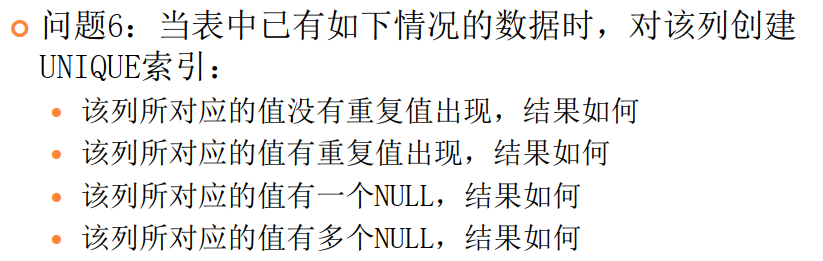 问题6：当表中已有如下情况的数据时，对该列创建
UNIQUE索引：
该列所对应的值没有重复值出现，结果如何
该列所对应的值有重复值出现，结果如何
该列所对应的值有一个NULL，结果如何
该列所对应的值有多个NULL，结果如何